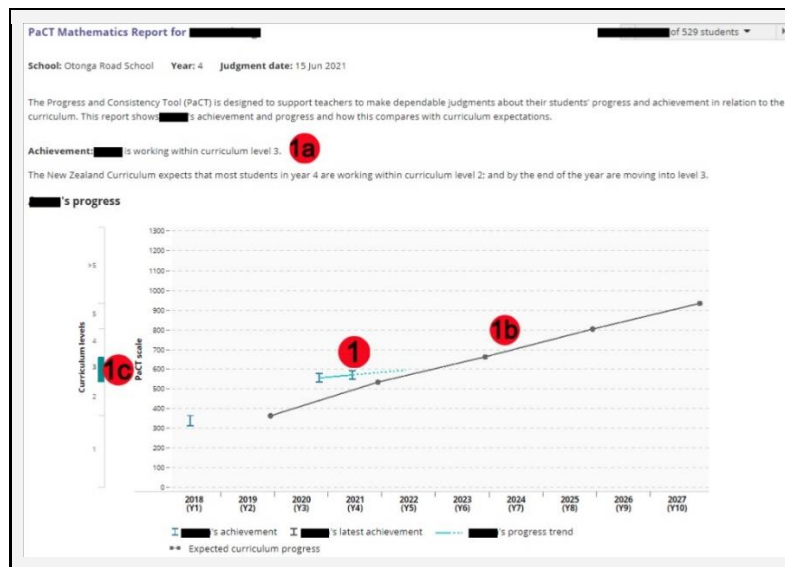 PaCT Mathematics Report for
of 529 students
School: Otonga Road School Year: 4 Judgment date: 15 Jun 2021
The Progress and Consistency Tool (PaCT) is designed to support teachers to make dependable judgments about their students' progress and achievement in relation to the
curriculum. This report shows 's achievement and progress and how this compares with curriculum expectations.
Achievement: is working within curriculum level 3. 1a
The New Zealand Curriculum expects that most students in year 4 are working within curriculum level 2; and by the end of the year are moving into level 3.
's progress
Curriculum levels
>5
5
4
3
2
1
1c
PaCT scale
1300
1200
1100
1000
900
800
700
600
500
400
300
200
100
0
1
1b
2018 2019 2020 2021 2022 2023 2024 2025 2026 2027
(Y1) (Y2) (Y3) (Y4) (Y5) (Y6) (Y7) (Y8) (Y9) (Y10)
's achievement 's latest achievement 's progress trend
Expected curriculum progress